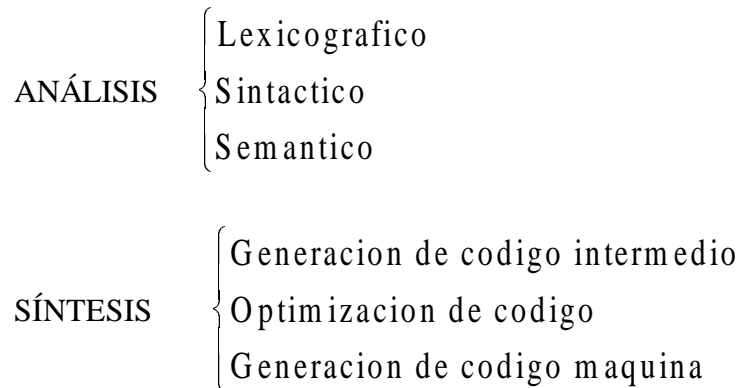 Lexicografico
ANÁLISIS Sintactico
Semantico
Generacion de codigo intermedio
SÍNTESIS Optimizacion de codigo
Generacion de codigo maquina